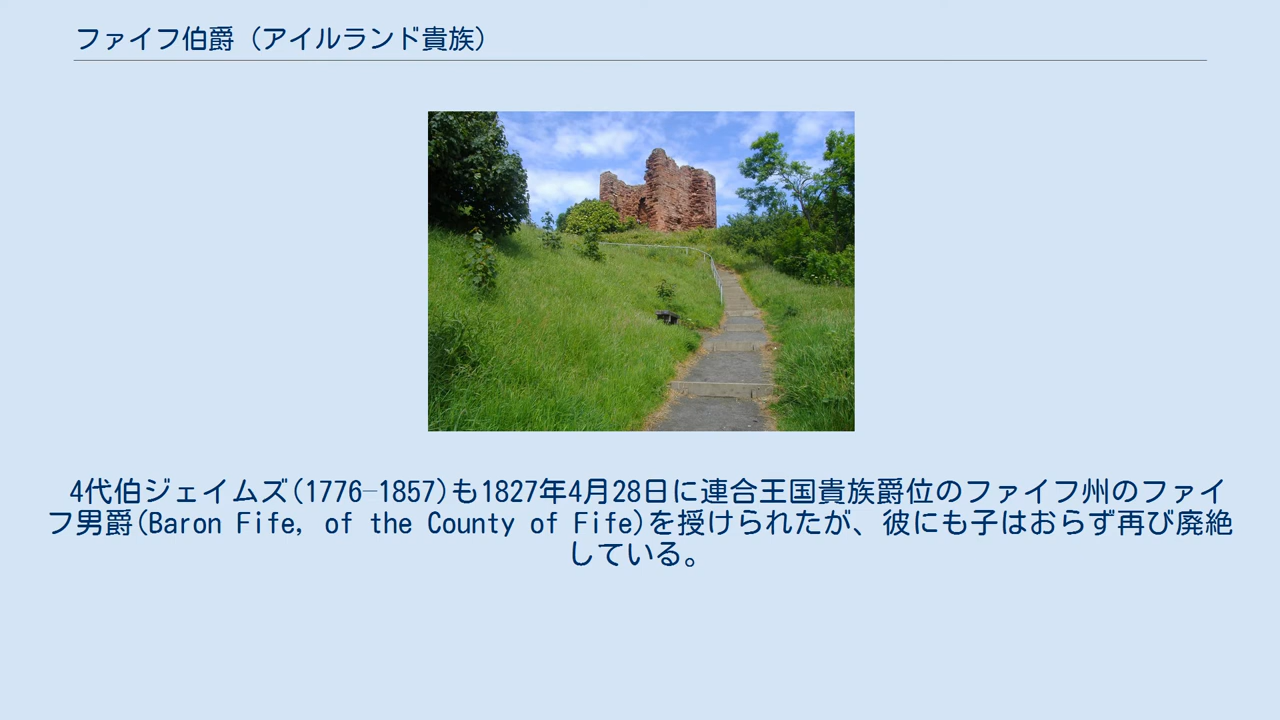 ファイフ伯爵（アイルランド貴族）
4代伯ジェイムズ(1776–1857)も1827年4月28日に連合王国貴族爵位のファイフ州のファイ
フ男爵(Baron Fife, of the County of Fife)を授けられたが、彼にも子はおらず再び廃絶
している。